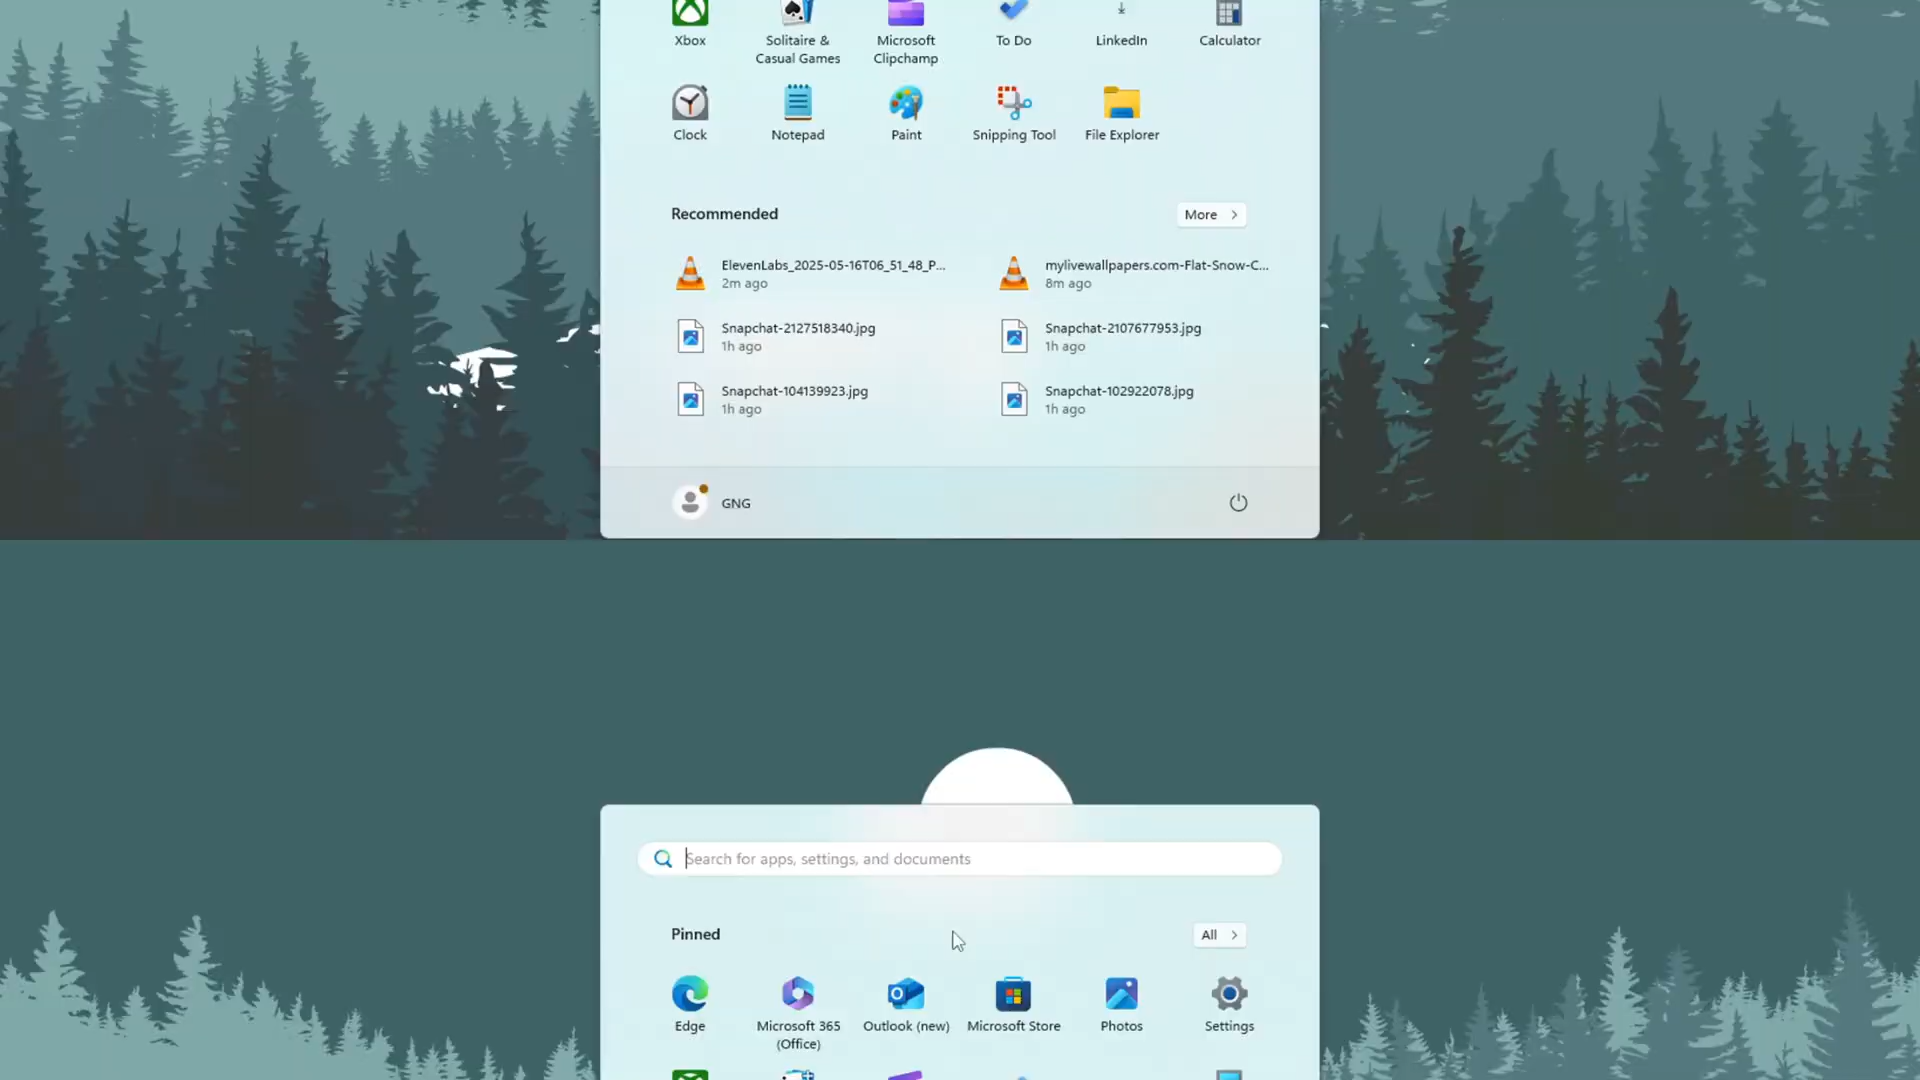 Xbox
Solitaire &
Casual Games
Microsoft
Clipchamp
To Do
LinkedIn
Calculator
Clock
Notepad
Paint
Snipping Tool
File Explorer
Recommended
More
ElevenLabs_2025-05-16T06_51_48_P...
2m ago
mylivewallpapers.com-Flat-Snow-C...
8m ago
Snapchat-2127518340.jpg
1h ago
Snapchat-2107677953.jpg
1h ago
Snapchat-104139923.jpg
1h ago
Snapchat-102922078.jpg
1h ago
GNG
Search for apps, settings, and documents
Pinned
All
Edge
Microsoft 365
(Office)
Outlook (new)
Microsoft Store
Photos
Settings